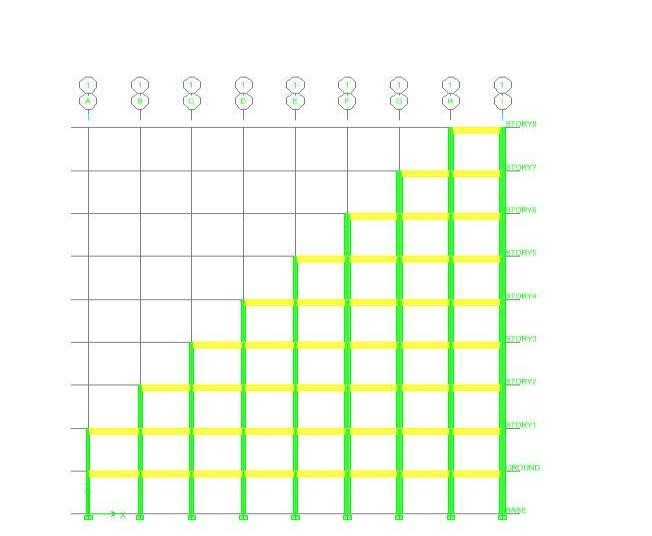 1 1 1 1 1 1 1 1 1
A B C D E F G H I
STORY8
STORY7
STORY6
STORY5
STORY4
STORY3
STORY2
STORY1
GROUND
X
BASE